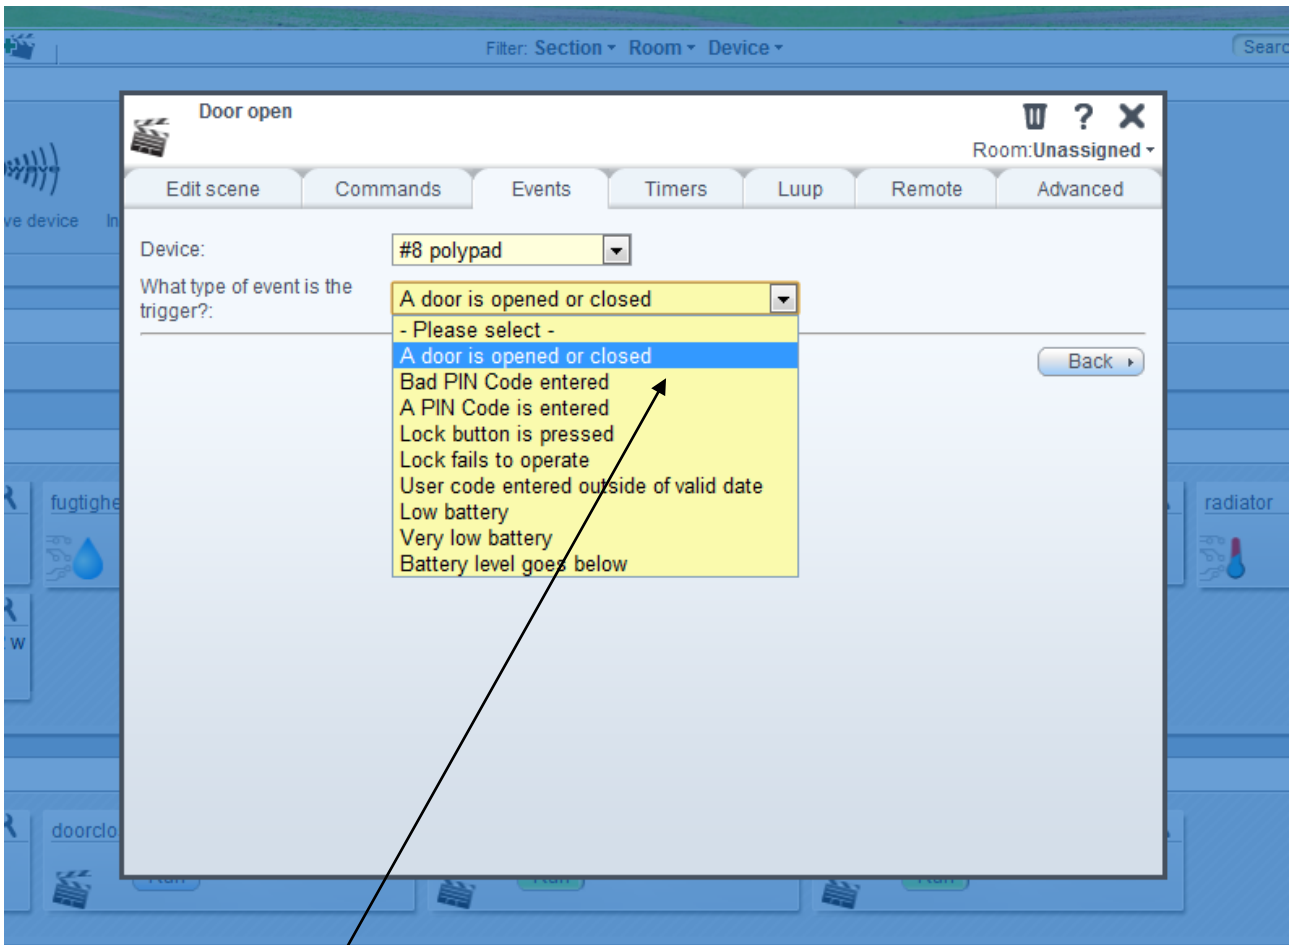 Filter: Section Room Device
Searc
Door open
Room:Unassigned
Edit scene Commands Events Timers Luup Remote Advanced
ve device In
Device: #8 polypad
What type of event is the trigger?: A door is opened or closed
- Please select -
A door is opened or closed
Back
Bad PIN Code entered
A PIN Code is entered
Lock button is pressed
Lock fails to operate
User code entered outside of valid date
Low battery
Very low battery
Battery level goes below
fugtighe
radiator
W
doorclo